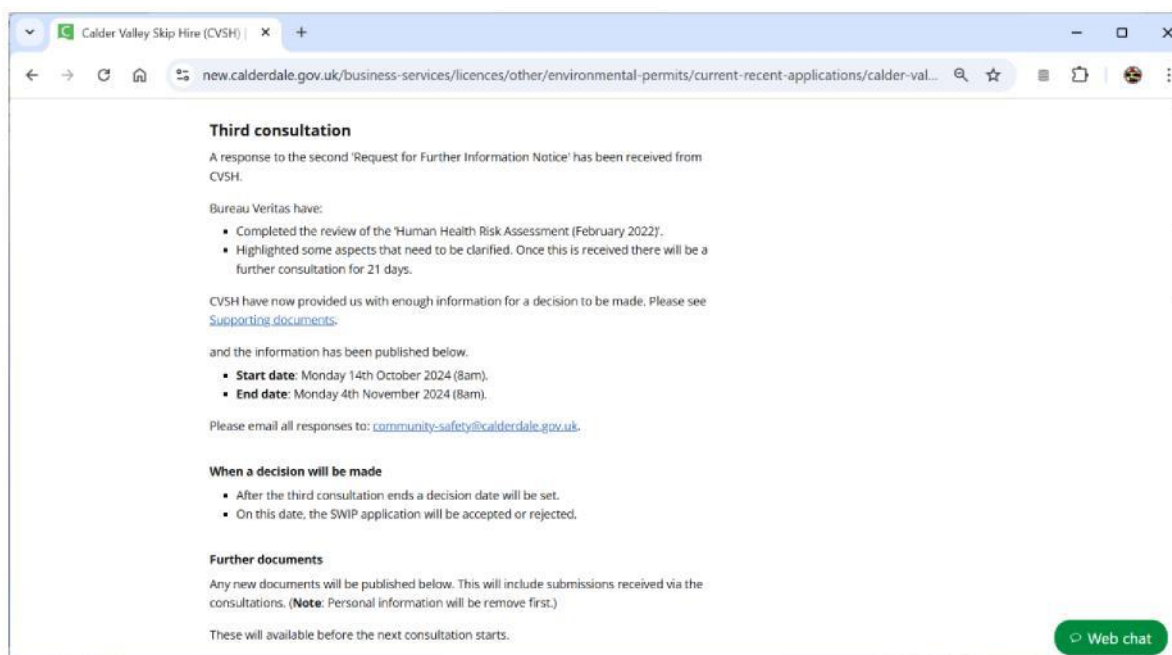 Calder Valley Skip Hire (CVSH) |
new.calderdale.gov.uk/business-services/licences/other/environmental-permits/current-recent-applications/calder-val...
Third consultation
A response to the second 'Request for Further Information Notice' has been received from
CVSH.
Bureau Veritas have:
▪ Completed the review of the 'Human Health Risk Assessment (February 2022)'.
▪ Highlighted some aspects that need to be clarified. Once this is received there will be a
further consultation for 21 days.
CVSH have now provided us with enough information for a decision to be made. Please see
Supporting documents.
and the information has been published below.
▪ Start date: Monday 14th October 2024 (8am).
▪ End date: Monday 4th November 2024 (8am).
Please email all responses to: community-safety@calderdale.gov.uk.
When a decision will be made
▪ After the third consultation ends a decision date will be set.
▪ On this date, the SWIP application will be accepted or rejected.
Further documents
Any new documents will be published below. This will include submissions received via the
consultations. (Note: Personal information will be remove first.)
These will available before the next consultation starts.
Web chat